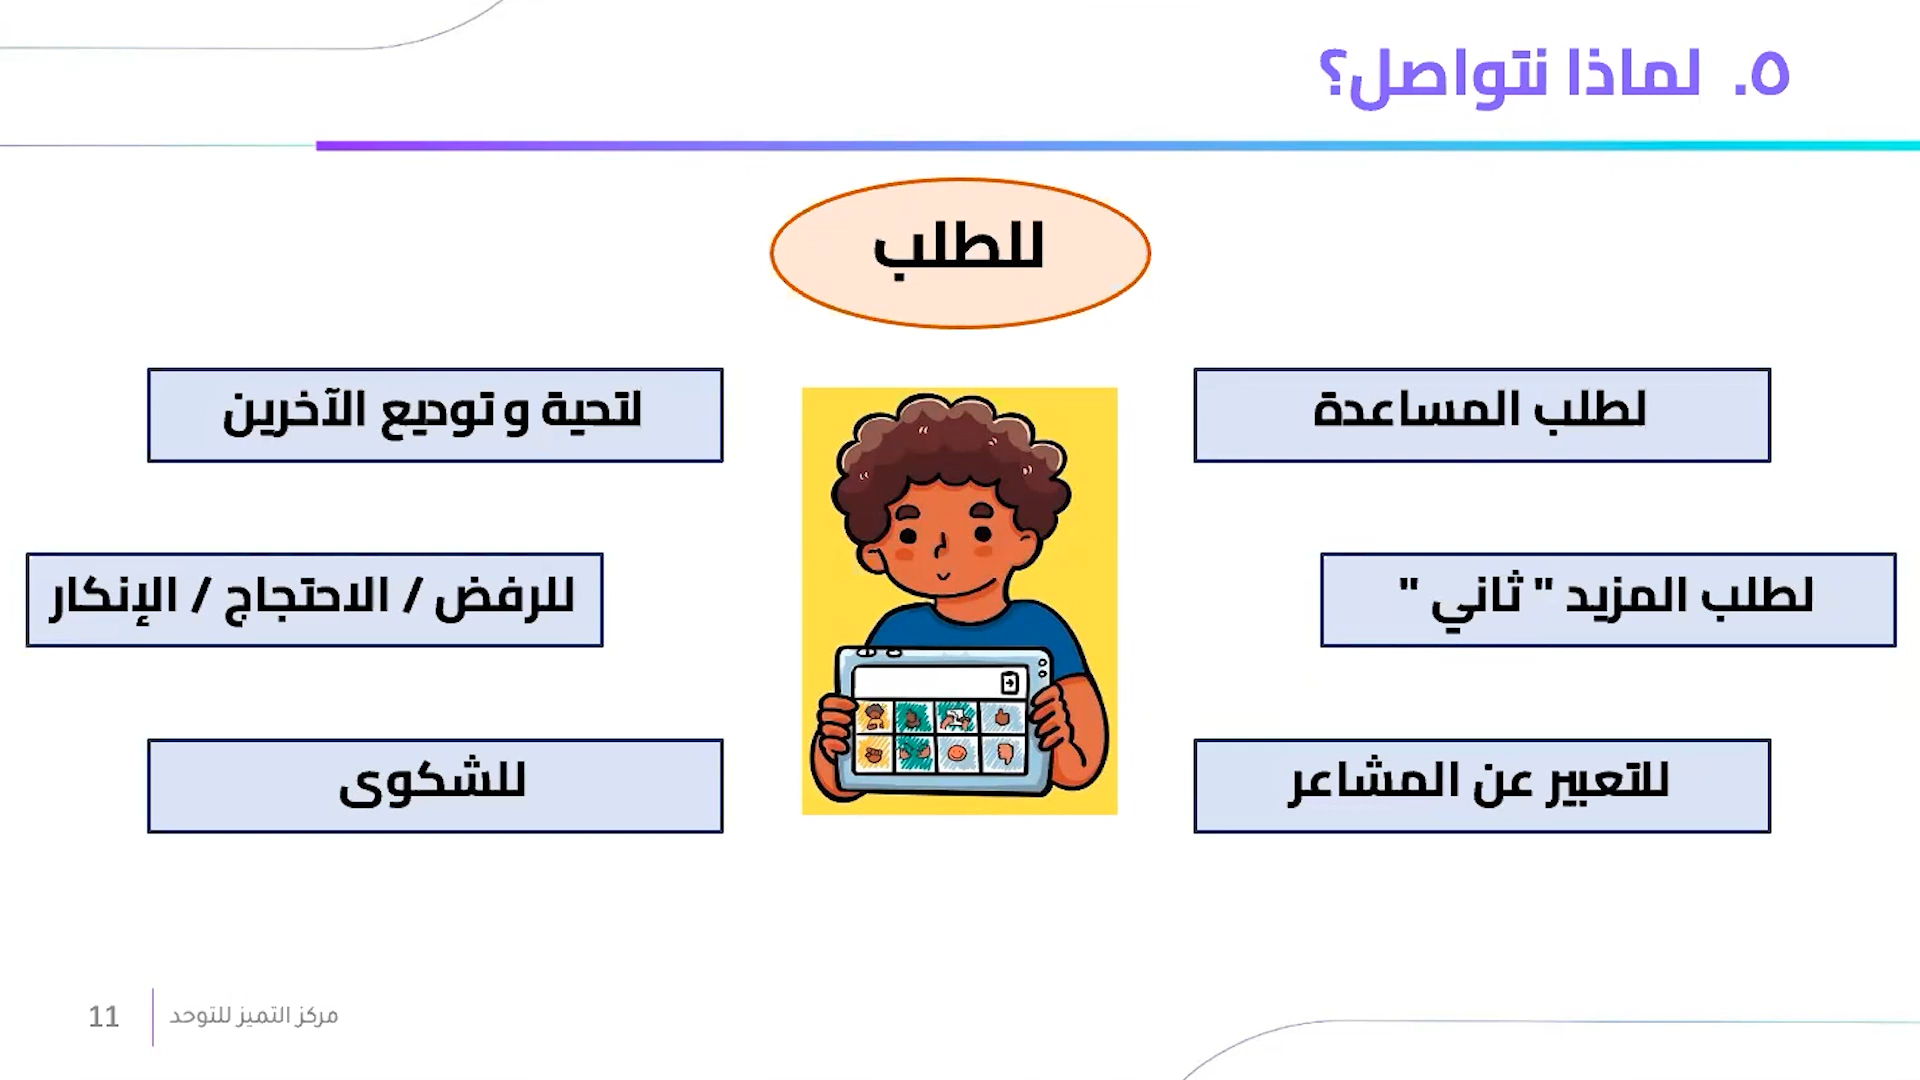 ٥. لماذا نتواصل؟
للطلب
لطلب المساعدة
لتحية و توديع الآخرين
لطلب المزيد " ثاني "
للرفض / الاحتجاج / الإنكار
للتعبير عن المشاعر
للشكوى
مركز التميز للتوحد
11